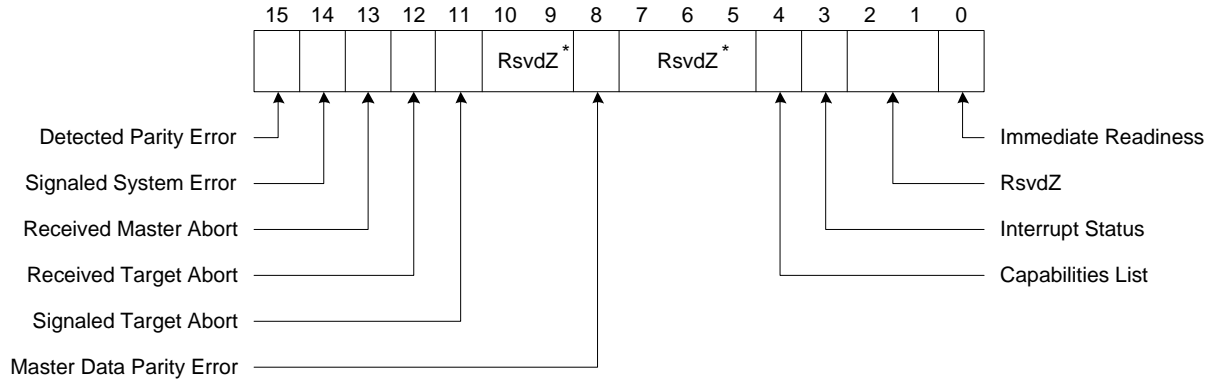 15 14 13 12 11 10 9 8 7 6 5 4 3 2 1 0
RsvdZ* RsvdZ*
Detected Parity Error
Signaled System Error
Received Master Abort
Received Target Abort
Signaled Target Abort
Master Data Parity Error
Immediate Readiness
RsvdZ
Interrupt Status
Capabilities List